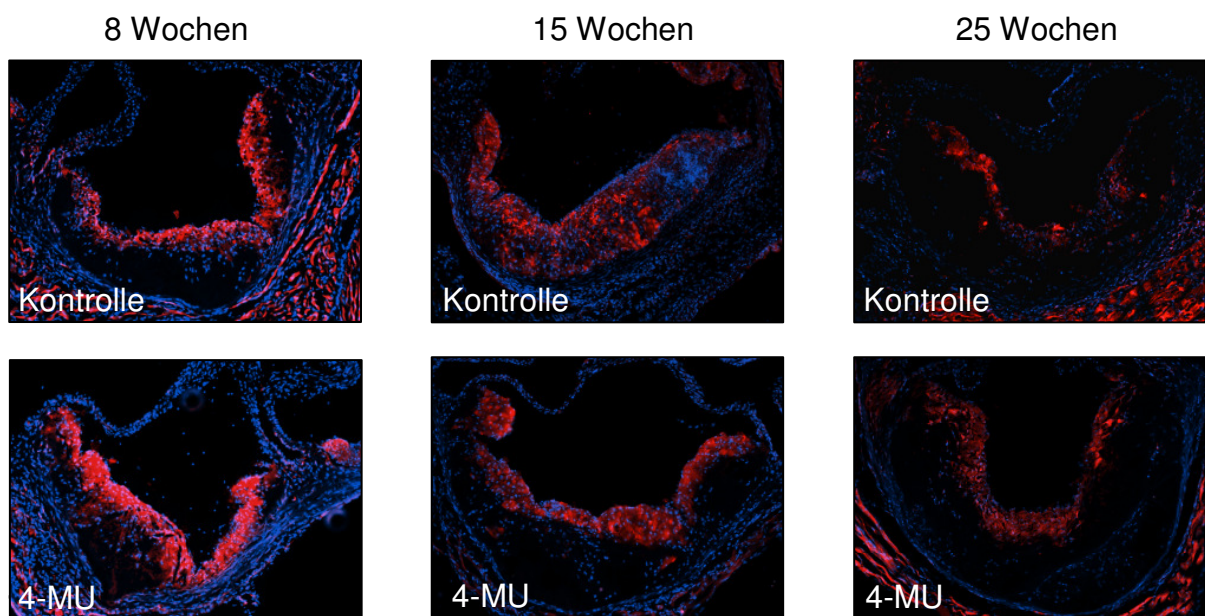 8 Wochen
15 Wochen
25 Wochen
Kontrolle
Kontrolle
Kontrolle
4-MU
4-MU
4-MU